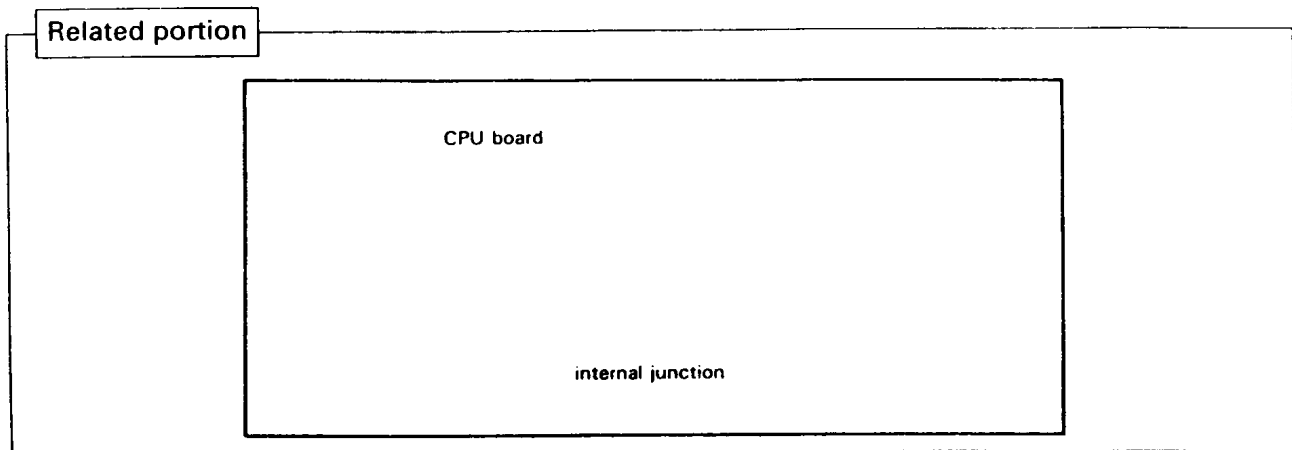 Related portion
CPU board
internal junction